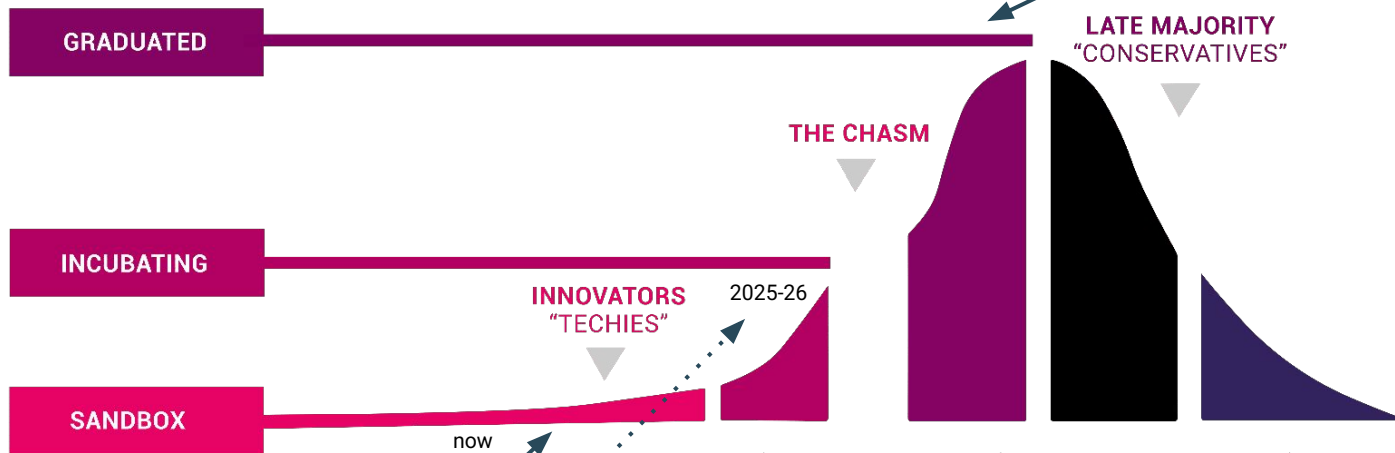 GRADUATED
LATE MAJORITY
“CONSERVATIVES”
THE CHASM
INCUBATING
INNOVATORS
“TECHIES”
2025-26
SANDBOX
now